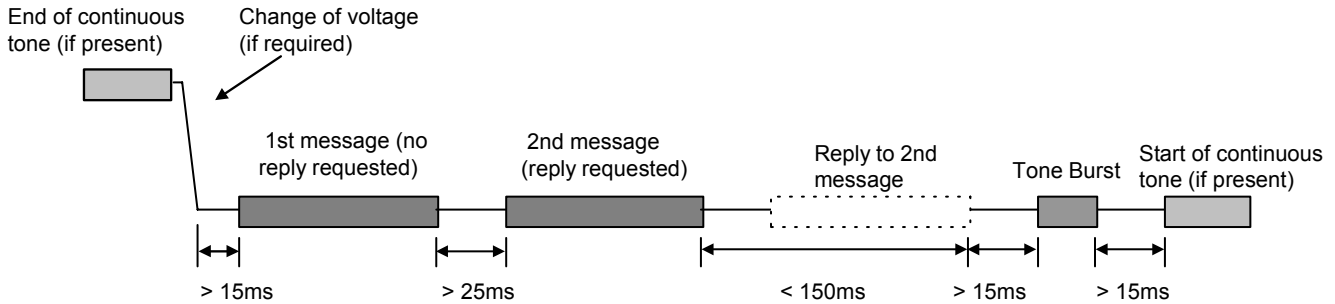 End of continuous
tone (if present)
Change of voltage
(if required)
1st message (no
reply requested)
2nd message
(reply requested)
Reply to 2nd
message
Tone Burst
Start of continuous
tone (if present)
> 15ms
> 25ms
< 150ms
> 15ms
> 15ms